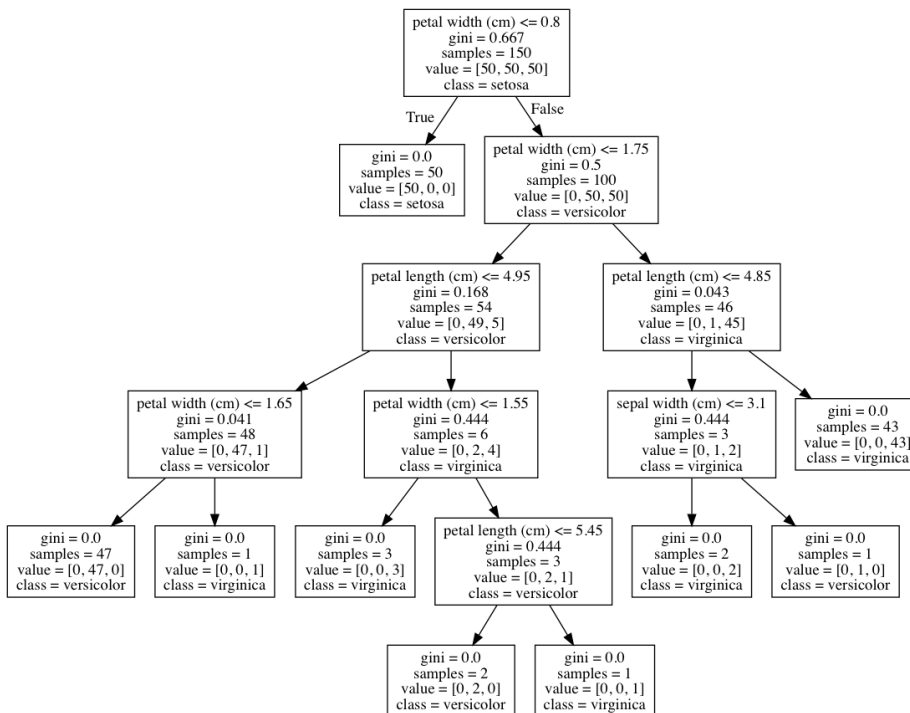 petal width (cm) <= 0.8
gini = 0.667
samples = 150
value = [50, 50, 50]
class = setosa
True
False
gini = 0.0
samples = 50
value = [50, 0, 0]
class = setosa
petal width (cm) <= 1.75
gini = 0.5
samples = 100
value = [0, 50, 50]
class = versicolor
petal length (cm) <= 4.95
gini = 0.168
samples = 54
value = [0, 49, 5]
class = versicolor
petal length (cm) <= 4.85
gini = 0.043
samples = 46
value = [0, 1, 45]
class = virginica
petal width (cm) <= 1.65
gini = 0.041
samples = 48
value = [0, 47, 1]
class = versicolor
petal width (cm) <= 1.55
gini = 0.444
samples = 6
value = [0, 2, 4]
class = virginica
sepal width (cm) <= 3.1
gini = 0.444
samples = 3
value = [0, 1, 2]
class = virginica
gini = 0.0
samples = 43
value = [0, 0, 43]
class = virginica
gini = 0.0
samples = 47
value = [0, 47, 0]
class = versicolor
gini = 0.0
samples = 1
value = [0, 0, 1]
class = virginica
gini = 0.0
samples = 3
value = [0, 0, 3]
class = virginica
petal length (cm) <= 5.45
gini = 0.444
samples = 3
value = [0, 2, 1]
class = versicolor
gini = 0.0
samples = 2
value = [0, 0, 2]
class = virginica
gini = 0.0
samples = 1
value = [0, 1, 0]
class = versicolor
gini = 0.0
samples = 2
value = [0, 2, 0]
class = versicolor
gini = 0.0
samples = 1
value = [0, 0, 1]
class = virginica